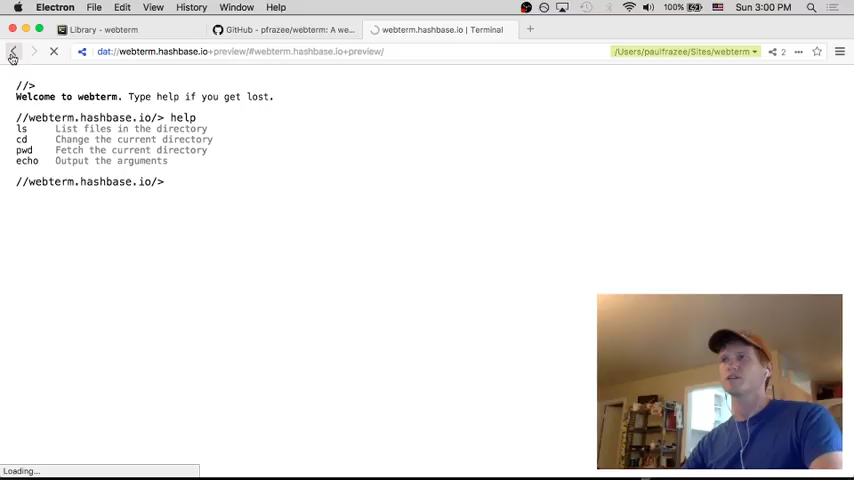 Electron File Edit View History Window Help 100% Sun 3:00 PM
Library - webterm GitHub - pfrazee/webterm: A we... webterm.hashbase.io | Terminal
dat://webterm.hashbase.io+preview/#webterm.hashbase.io+preview/ /Users/paulfrazee/Sites/webterm 2
//>
Welcome to webterm. Type help if you get lost.
//webterm.hashbase.io/> help
ls List files in the directory
cd Change the current directory
pwd Fetch the current directory
echo Output the arguments
//webterm.hashbase.io/>
Loading...